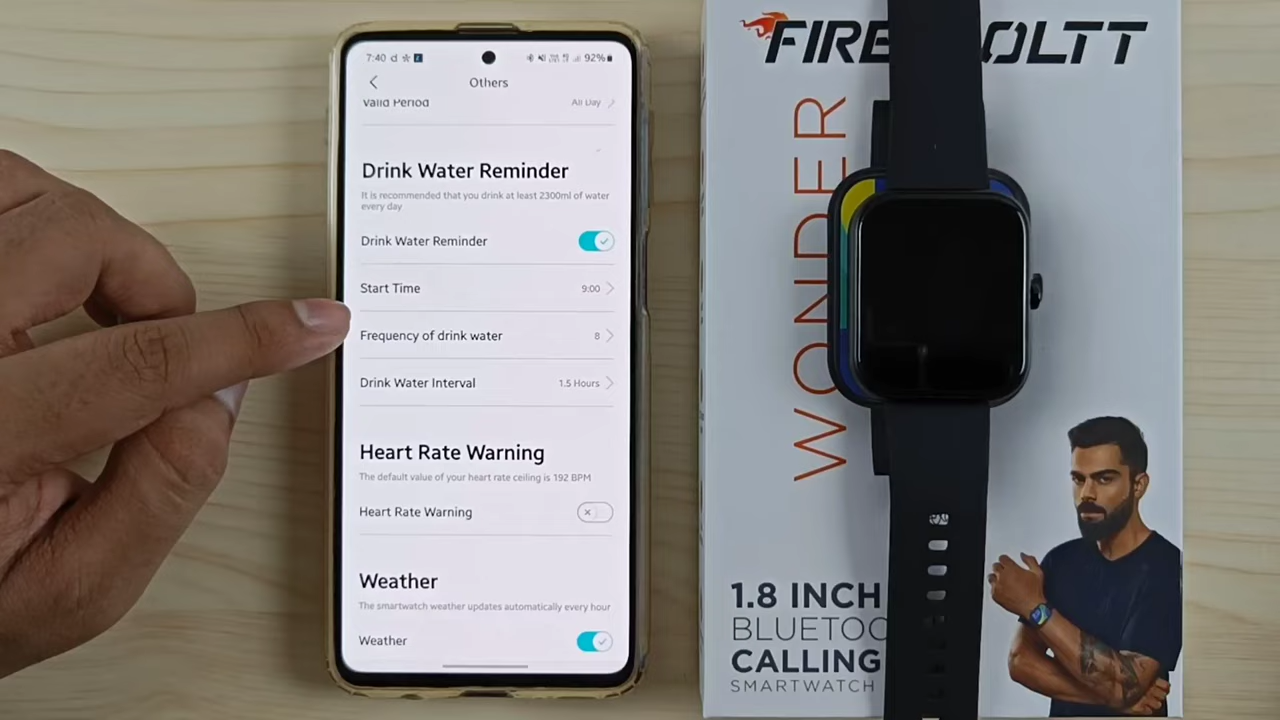 7:40
92%
Others
Valid Period
All Day
Drink Water Reminder
It is recommended that you drink at least 2300ml of water
every day
Drink Water Reminder
Start Time
9:00
Frequency of drink water
8
Drink Water Interval
1.5 Hours
Heart Rate Warning
The default value of your heart rate ceiling is 192 BPM
Heart Rate Warning
Weather
The smartwatch weather updates automatically every hour
Weather
FIRE OLTT
WONDER
1.8 INCH
BLUETOO
CALLING
SMARTWATCH